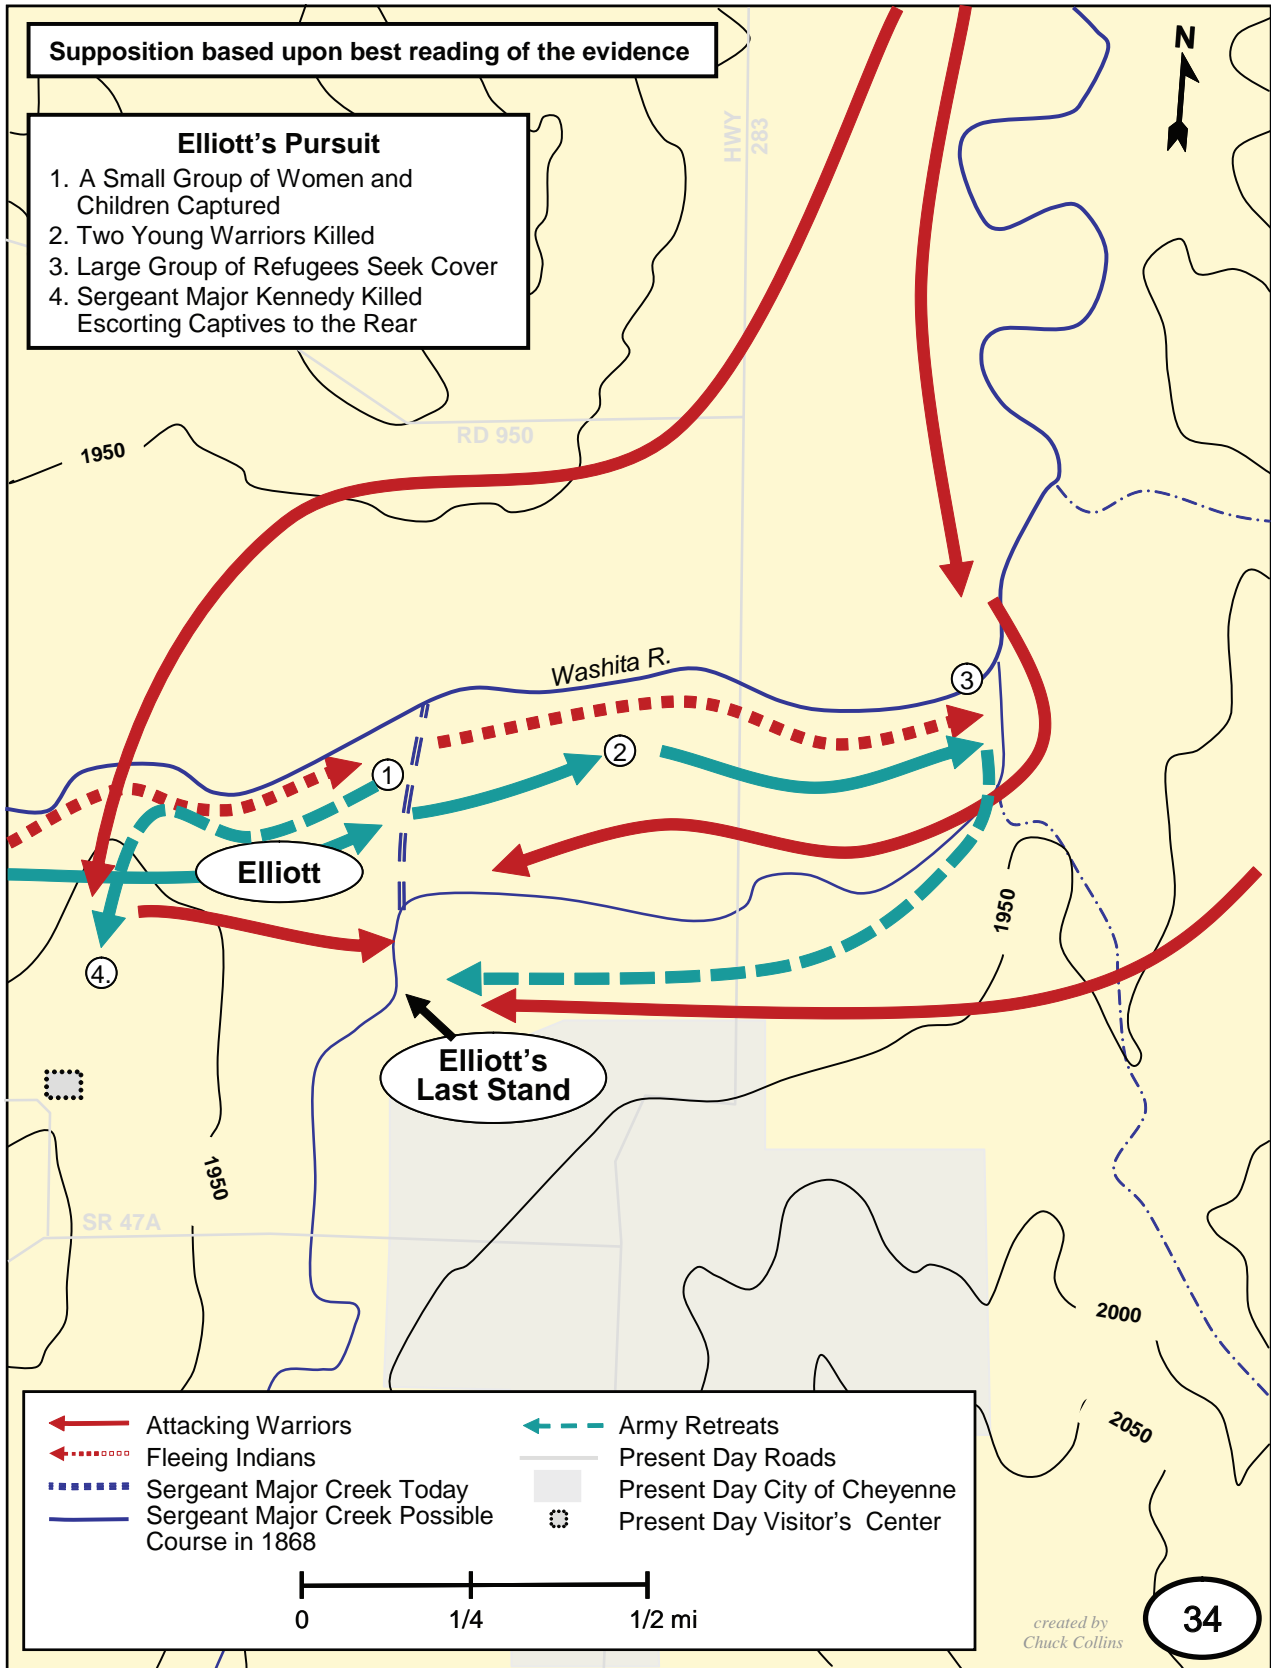 Supposition based upon best reading of the evidence
N
Elliott's Pursuit
1. A Small Group of Women and
Children Captured
2. Two Young Warriors Killed
3. Large Group of Refugees Seek Cover
4. Sergeant Major Kennedy Killed
Escorting Captives to the Rear
HWY
283
RD 950
1950
Washita R.
3
2
1
Elliott
1950
4.
Elliott's
Last Stand
1950
SR 47A
2000
2050
Attacking Warriors
Fleeing Indians
Sergeant Major Creek Today
Sergeant Major Creek Possible
Course in 1868
Army Retreats
Present Day Roads
Present Day City of Cheyenne
Present Day Visitor's Center
0 1/4 1/2 mi
created by
Chuck Collins
34